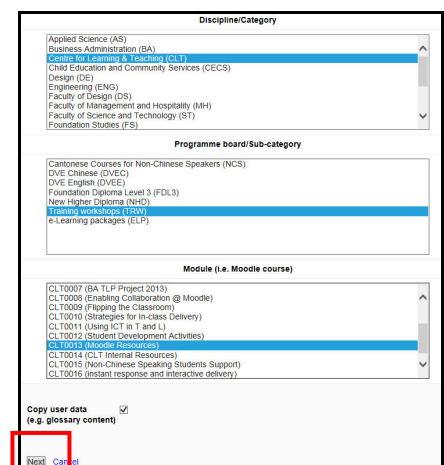 Discipline/Category
Applied Science (AS)
Business Administration (BA)
Centre for Learning & Teaching (CLT)
Child Education and Community Services (CECS)
Design (DE)
Engineering (ENG)
Faculty of Design (DS)
Faculty of Management and Hospitality (MH)
Faculty of Science and Technology (ST)
Foundation Studies (FS)
Programme board/Sub-category
Cantonese Courses for Non-Chinese Speakers (NCS)
DVE Chinese (DVEC)
DVE English (DVEE)
Foundation Diploma Level 3 (FDL3)
New Higher Diploma (NHD)
Training workshops (TRW)
e-Learning packages (ELP)
Module (i.e. Moodle course)
CLT0007 (BA TLP Project 2013)
CLT0008 (Enabling Collaboration @ Moodle)
CLT0009 (Flipping the Classroom)
CLT0010 (Strategies for In-class Delivery)
CLT0011 (Using ICT in T and L)
CLT0012 (Student Development Activities)
CLT0013 (Moodle Resources)
CLT0014 (CLT Internal Resources)
CLT0015 (Non-Chinese Speaking Students Support)
CLT0016 (instant response and interactive delivery)
Copy user data
(e.g. glossary content)
Next Cancel